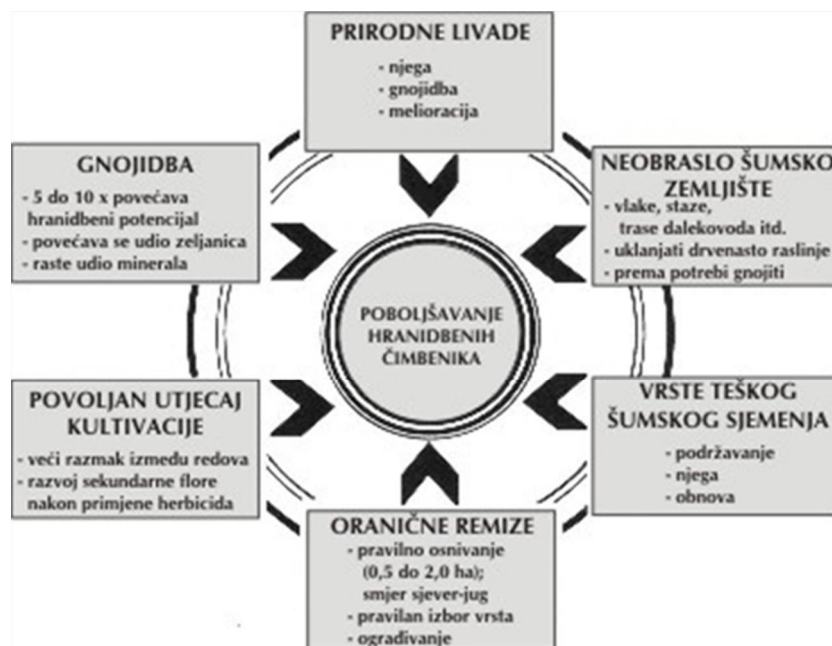 PRIRODNE LIVADE
- njega
- gnojidba
- melioracija
GNOJIDBA
- 5 do 10 x povećava
hranidbeni potencijal
- povećava se udio zeljanica
- raste udio minerala
NEOBRASLO ŠUMSKO
ZEMLJIŠTE
- vlake, staze,
trase dalekovoda itd.
- uklanjati drvenasto raslinje
- prema potrebi gnojiti
POBOLJŠAVANJE
HRANIDBENIH
ČIMBENIKA
POVOLJAN UTJECAJ
KULTIVACIJE
- veći razmak između redova
- razvoj sekundarne flore
nakon primjene herbicida
VRSTE TEŠKOG
ŠUMSKOG SJEMENJA
- podržavanje
- njega
- obnova
ORANIČNE REMIZE
- pravilno osnivanje
(0,5 do 2,0 ha);
smjer sjever-jug
- pravilan izbor vrsta
- ograđivanje